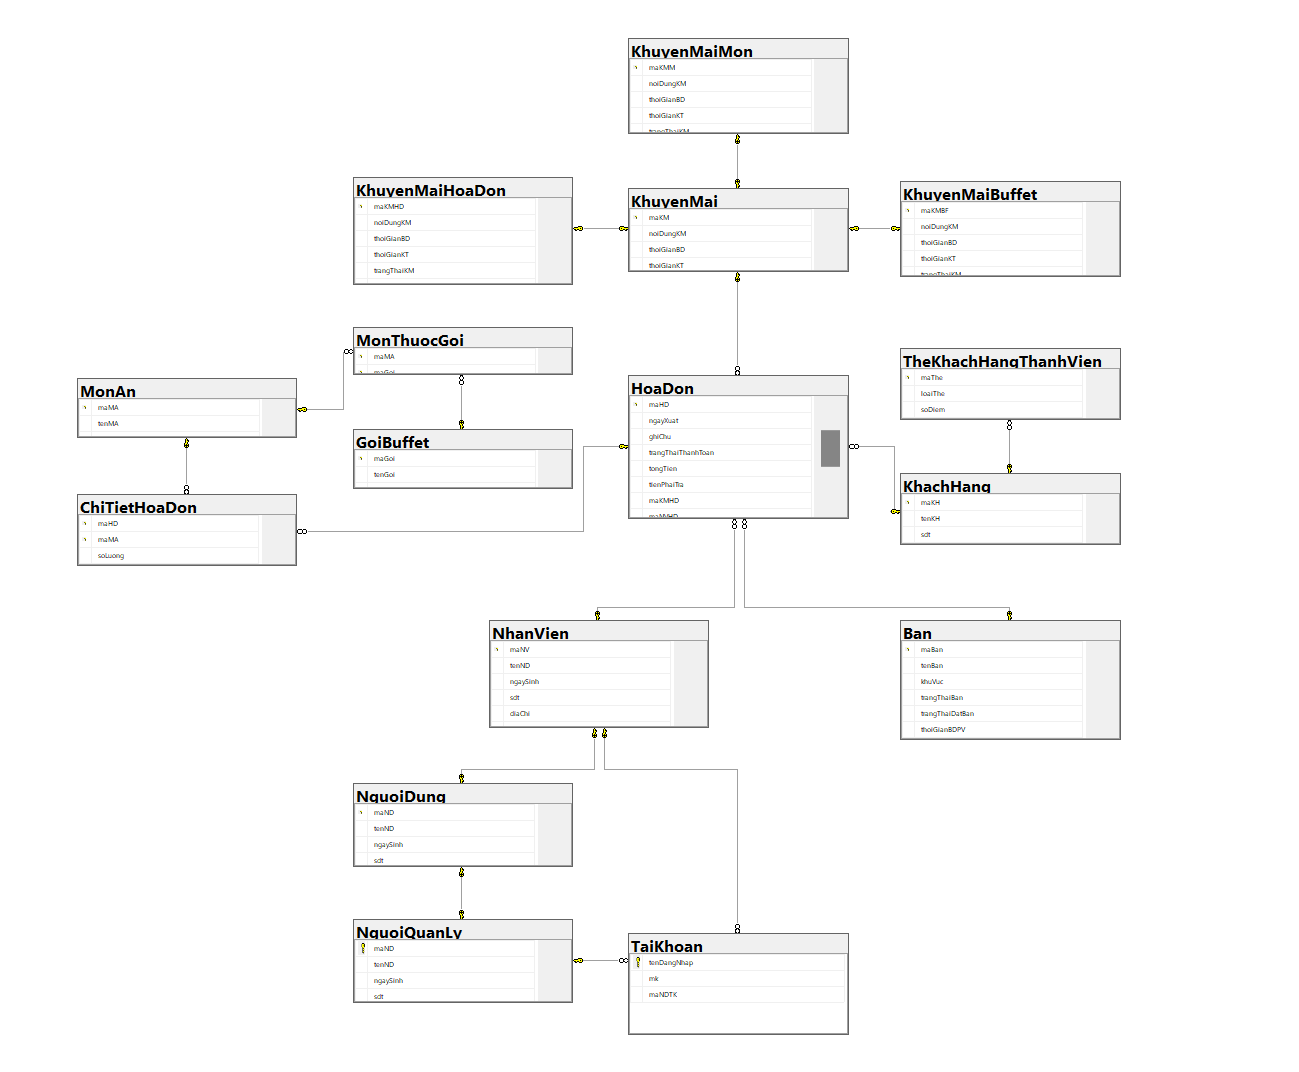 KhuyenMaiMon
maKMM
noiDungKM
thoiGianBD
thoiGianKT
trangThaiKM
KhuyenMaiHoaDon
maKMHD
noiDungKM
thoiGianBD
thoiGianKT
trangThaiKM
KhuyenMai
maKM
noiDungKM
thoiGianBD
thoiGianKT
KhuyenMaiBuffet
maKMBF
noiDungKM
thoiGianBD
thoiGianKT
trangThaiKM
MonThuocGoi
maMA
maGoi
MonAn
maMA
tenMA
GoiBuffet
maGoi
tenGoi
HoaDon
maHD
ngayXuat
ghiChu
trangThaiThanhToan
tongTien
tienPhaiTra
maKMHD
maNVHD
TheKhachHangThanhVien
maThe
loaiThe
soDiem
KhachHang
maKH
tenKH
sdt
ChiTietHoaDon
maHD
maMA
soLuong
NhanVien
maNV
tenND
ngaySinh
sdt
diaChi
Ban
maBan
tenBan
khuVuc
trangThaiBan
trangThaiDatBan
thoiGianBDPV
NguoiDung
maND
tenND
ngaySinh
sdt
NguoiQuanLy
maND
tenND
ngaySinh
sdt
TaiKhoan
tenDangNhap
mk
maNDTK